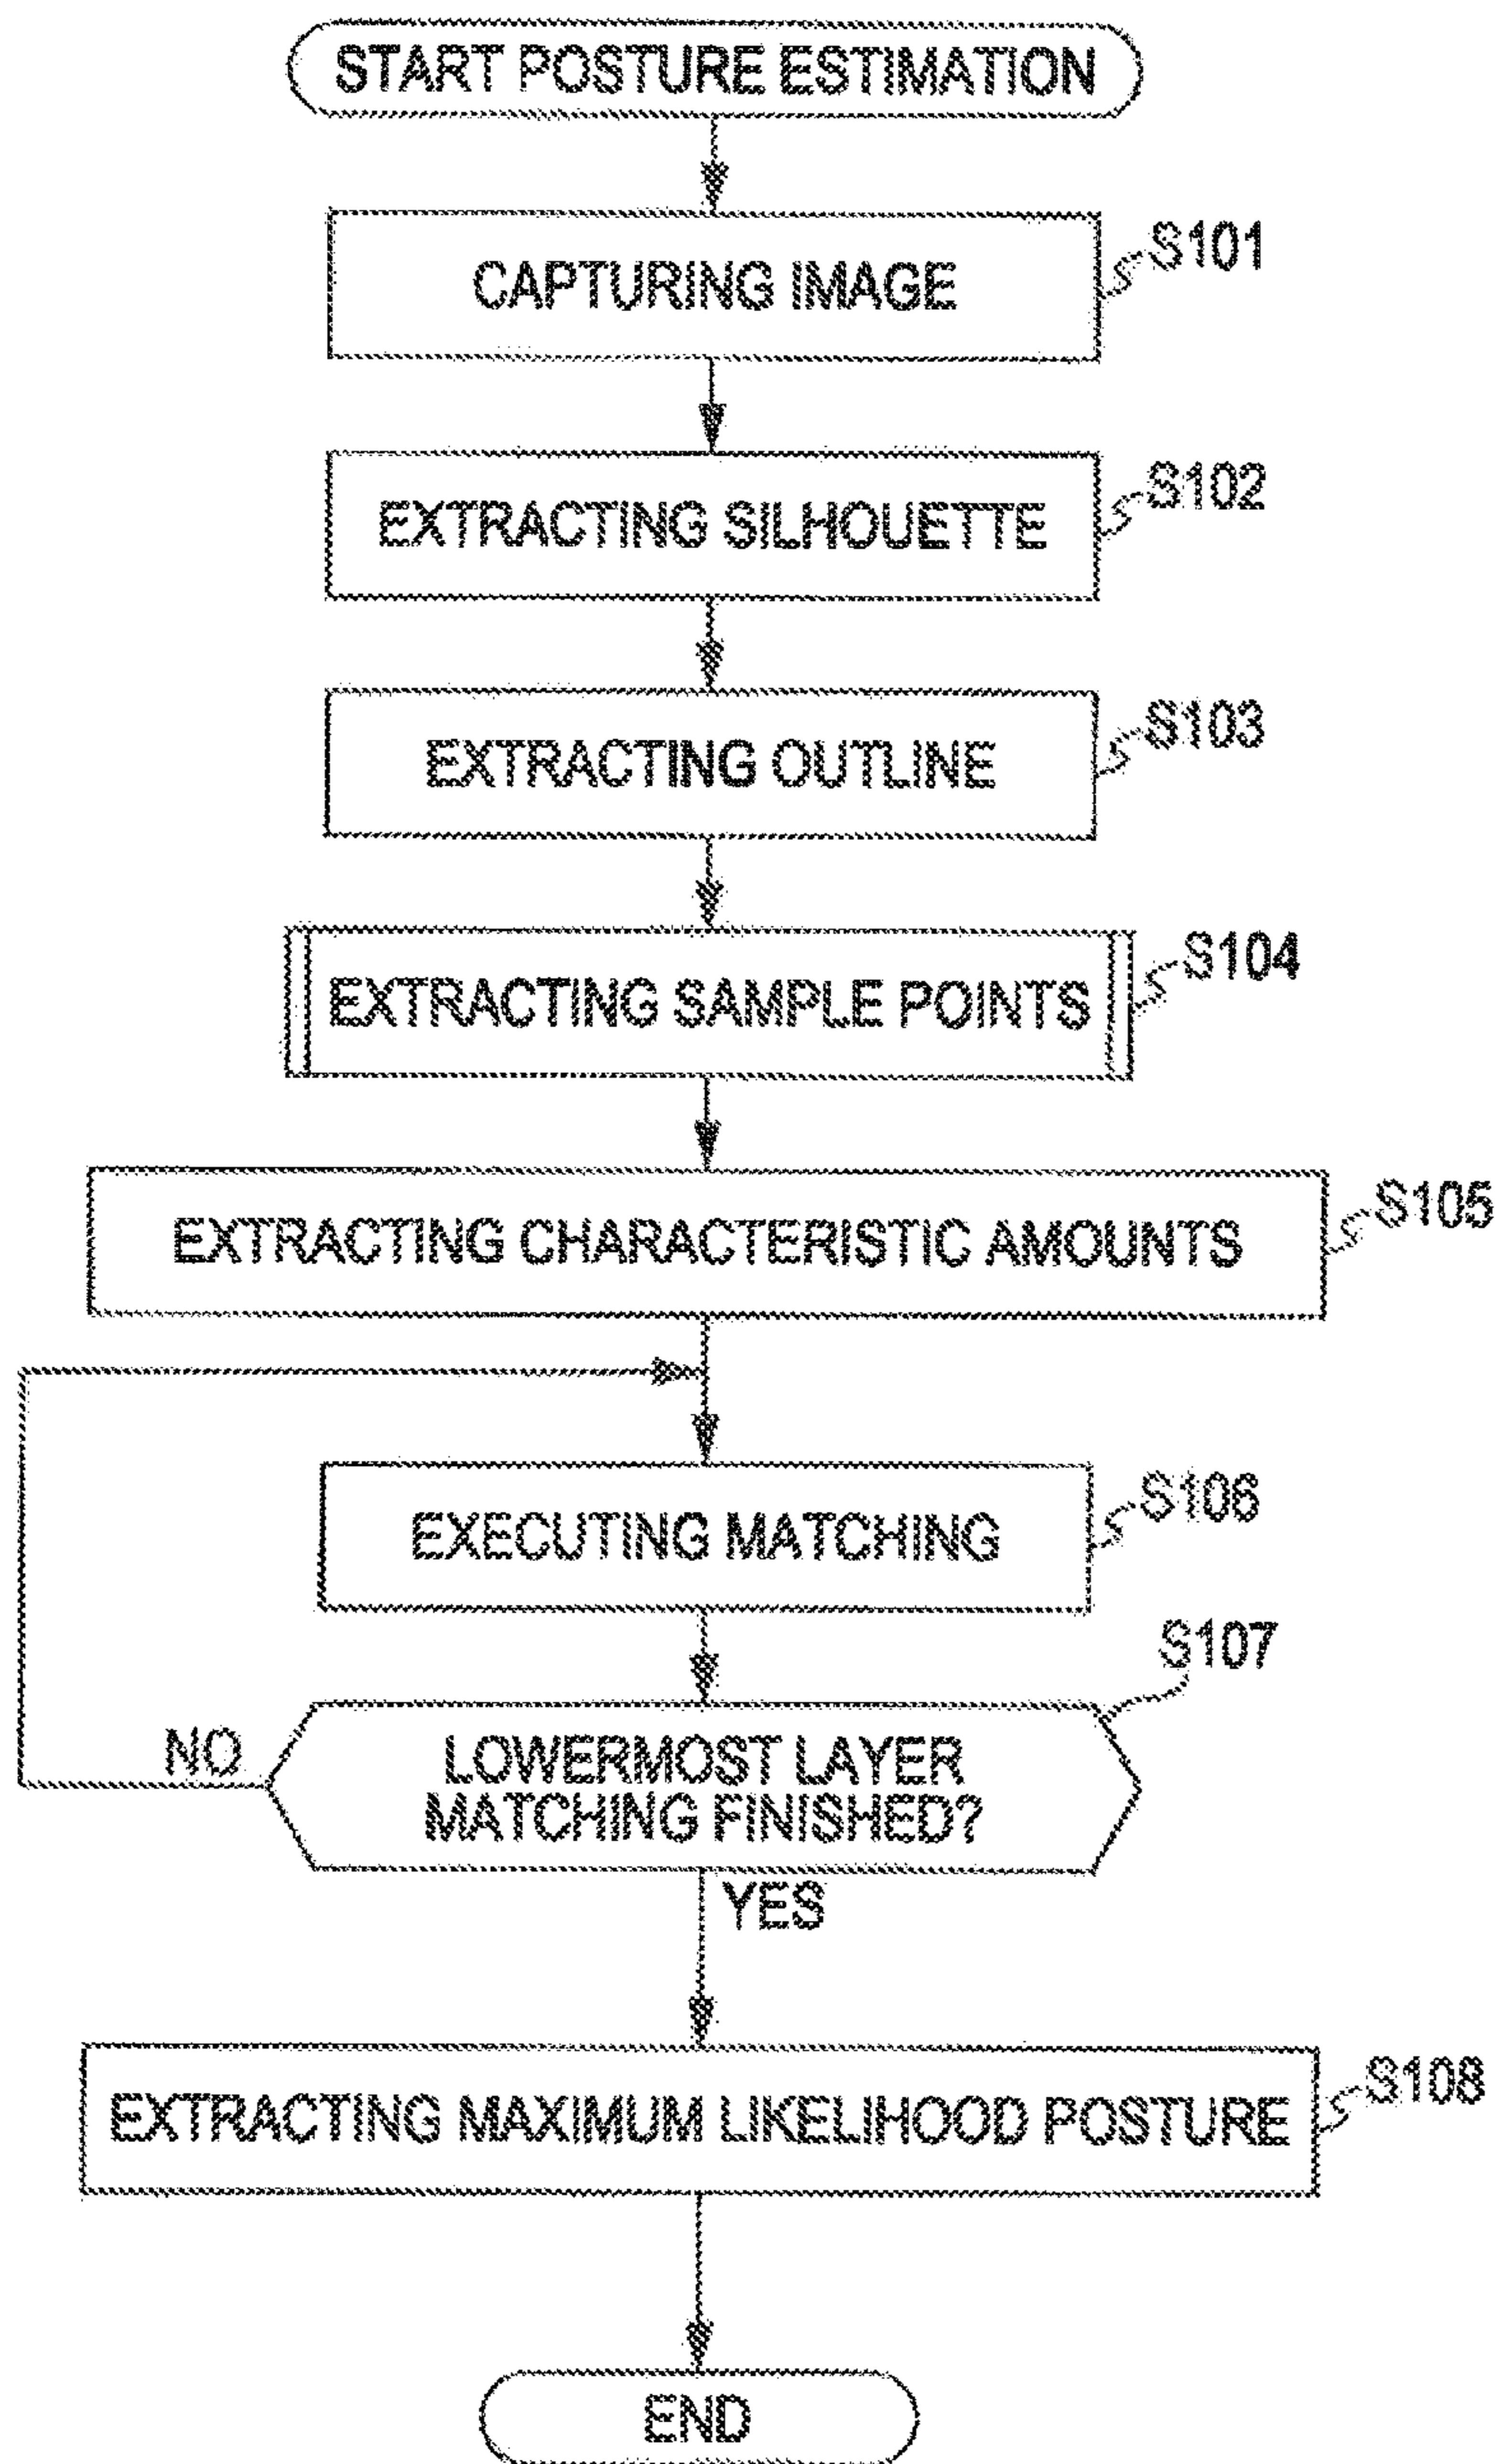 START POSTURE ESTIMATION
CAPTURING IMAGE
S101
EXTRACTING SILHOUETTE
S102
EXTRACTING OUTLINE
S103
EXTRACTING SAMPLE POINTS
S104
EXTRACTING CHARACTERISTIC AMOUNTS
S105
EXECUTING MATCHING
S106
S107
NO
LOWERMOST LAYER
MATCHING FINISHED?
YES
EXTRACTING MAXIMUM LIKELIHOOD POSTURE
S108
END